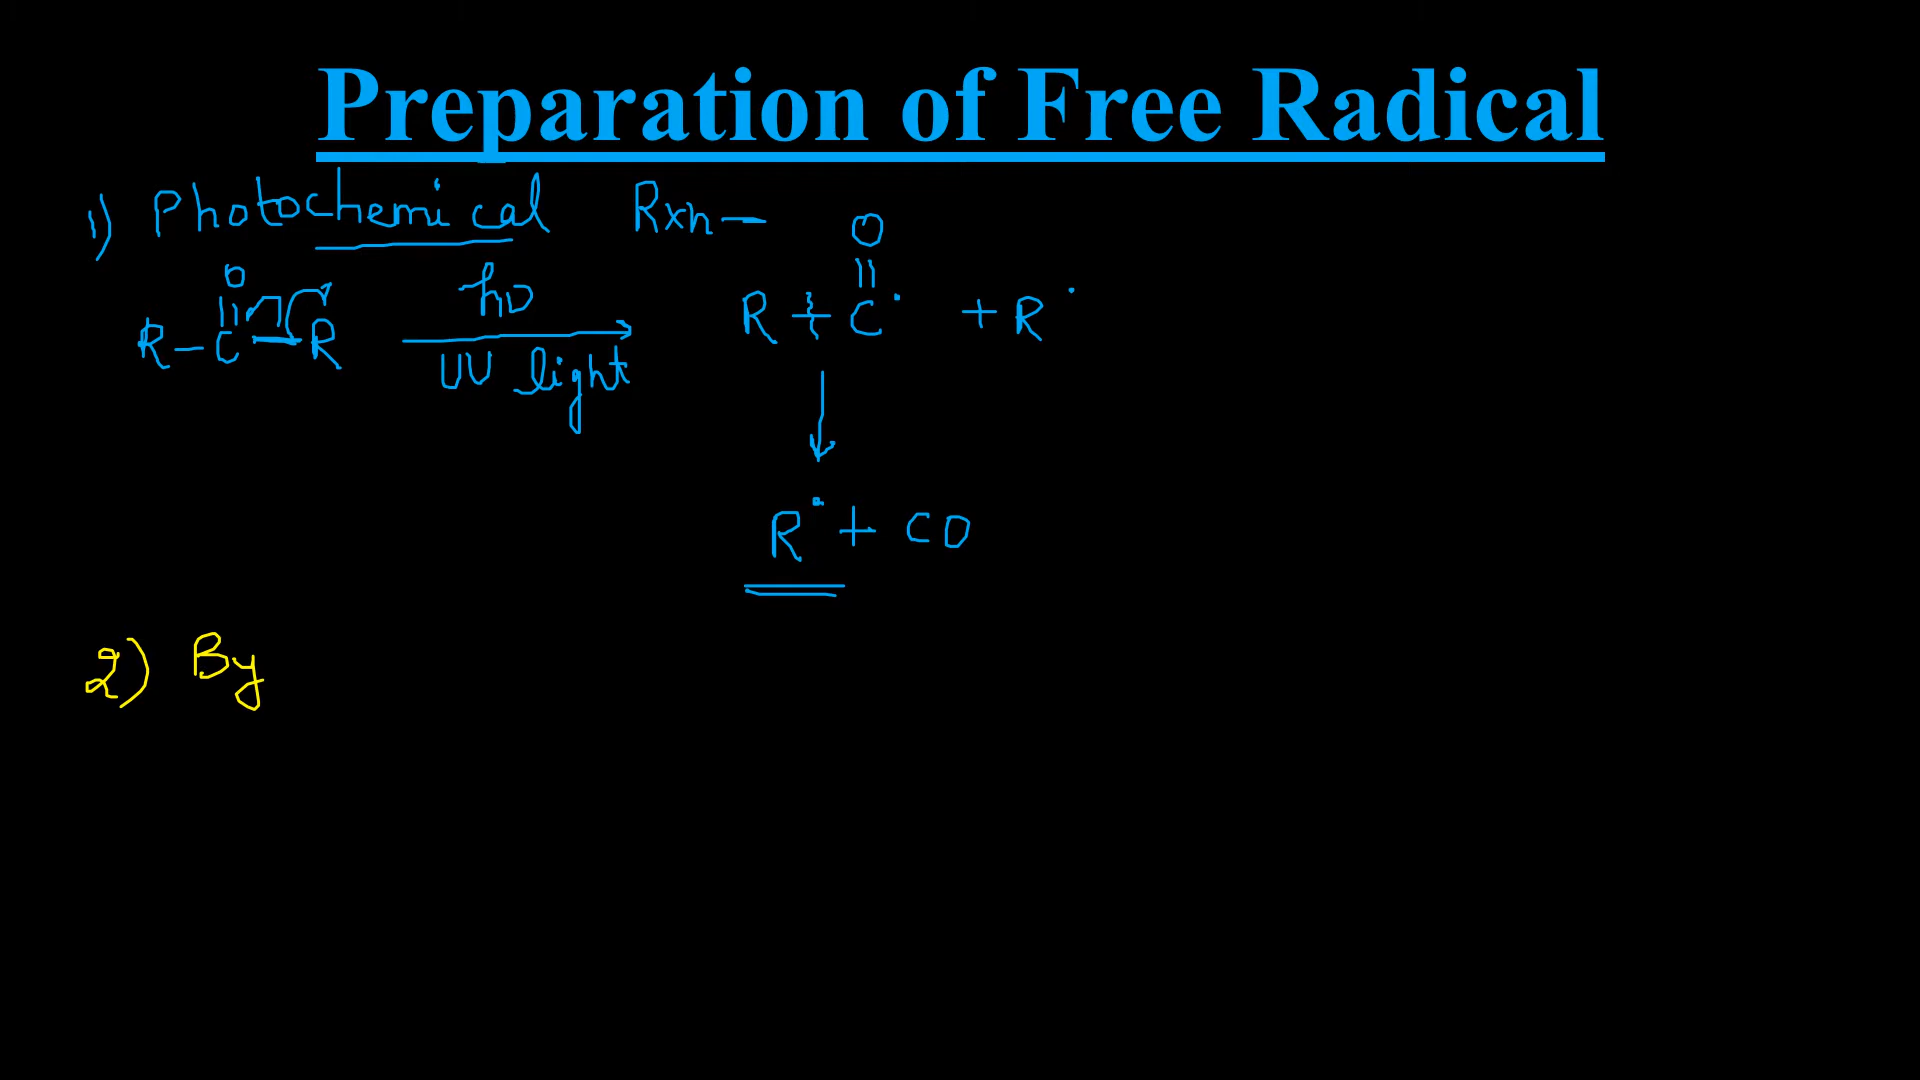 Preparation of Free Radical
1) Photochemical Rxn —
O
||
R — C — R
hν
UV light
O
||
R — C• + R•
R• + CO
2) By